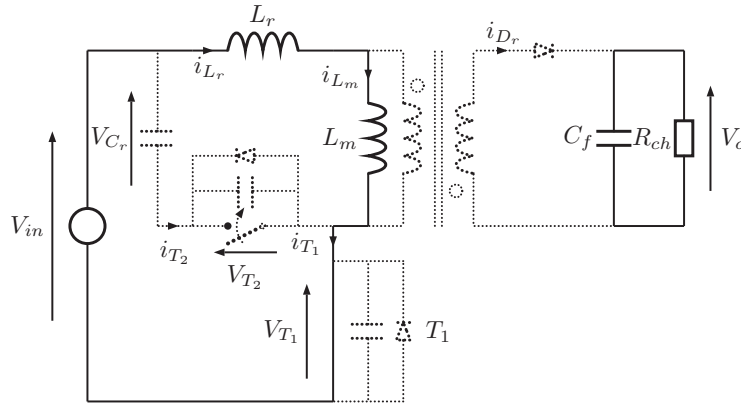 L_r
i_{D_r}
i_{L_r}
i_{L_m}
V_{C_r}
L_m
C_f
R_{ch}
V_o
V_{in}
i_{T_2}
i_{T_1}
V_{T_2}
V_{T_1}
T_1